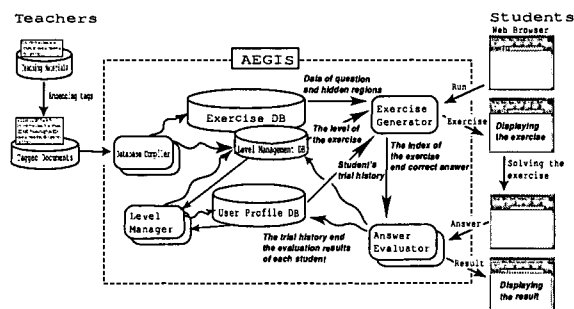 Teachers
Students
Web Browser
AEGIS
Teaching Materials
Embedding tags
Tagged Documents
Database Compiler
Exercise DB
Level Management DB
Level
Manager
User Profile DB
Data of question
and hidden regions
The level of
the exercise
Student's
trial history
Exercise
Generator
The Index of
the exercise
end correct answer
Answer
Evaluator
The trial history end
the evaluation results
of each student
Run
Exercise
Displaying
the exercise
Solving the
exercise
Answer
Result
Displaying
the result